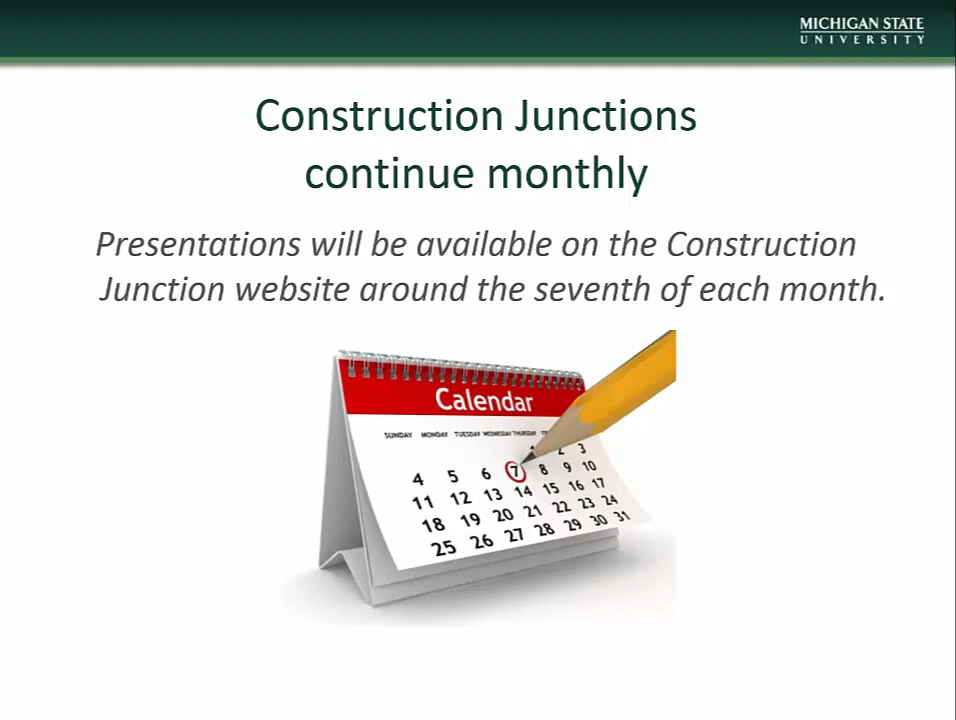 MICHIGAN STATE
UNIVERSITY
Construction Junctions
continue monthly
Presentations will be available on the Construction
Junction website around the seventh of each month.
Calendar
SUNDAY MONDAY TUESDAY WEDNESDAY THURSDAY
1 2 3
4 5 6 7 8 9 10
11 12 13 14 15 16 17
18 19 20 21 22 23 24
25 26 27 28 29 30 31